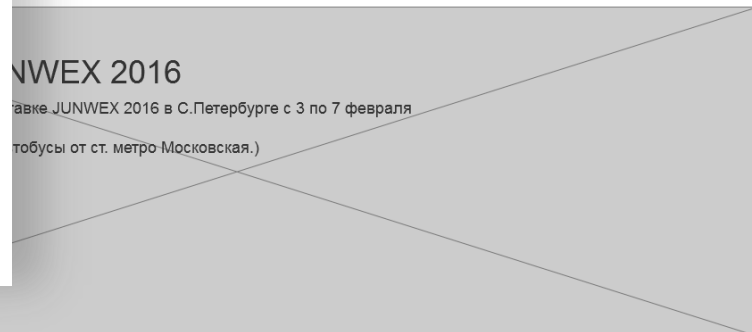 NWEX 2016
тавке JUNWEX 2016 в С.Петербурге с 3 по 7 февраля
тобусы от ст. метро Московская.)